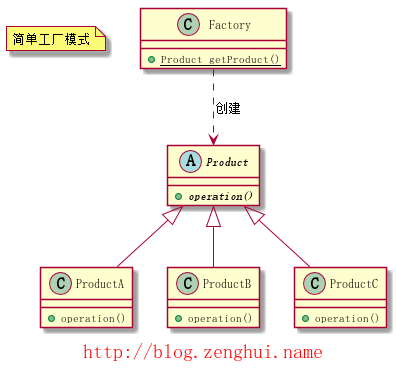 简单工厂模式
C Factory
Product getProduct()
创建
A Product
operation()
C ProductA
operation()
C ProductB
operation()
C ProductC
operation()
http://blog.zenghui.name